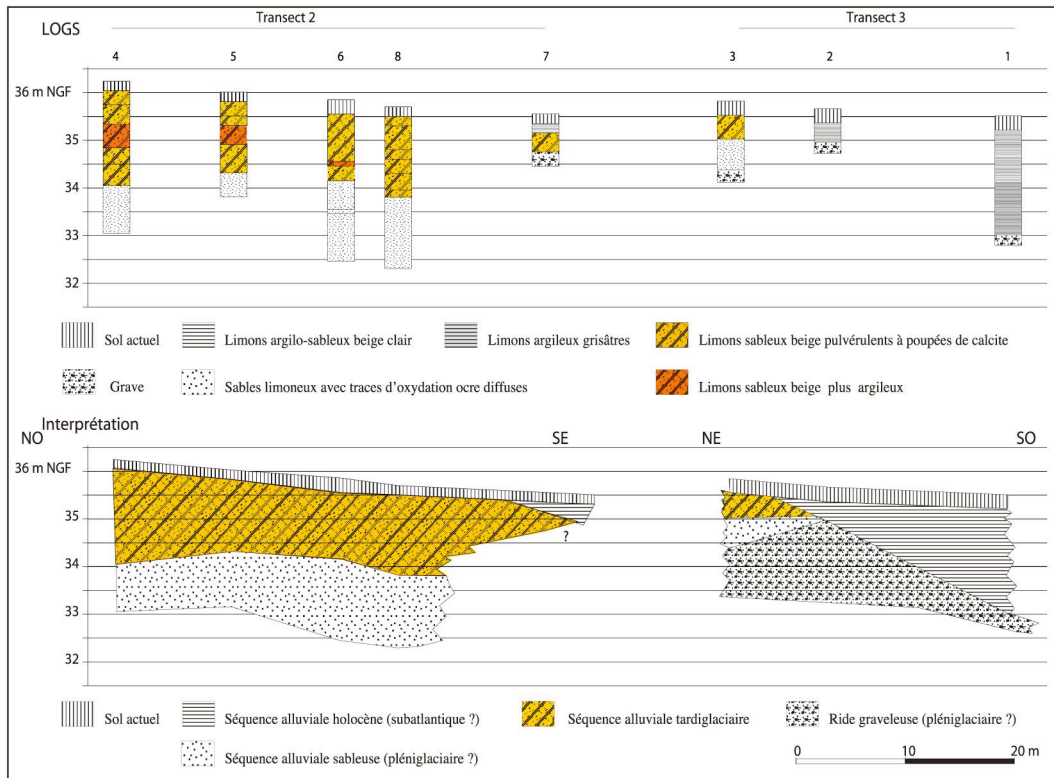 LOGS
Transect 2
Transect 3
4 5 6 8 7 3 2 1
36 m NGF
35
34
33
32
Sol actuel
Limons argilo-sableux beige clair
Limons argileux grisâtres
Limons sableux beige pulvérulents à poupées de calcite
Grave
Sables limoneux avec traces d'oxydation ocre diffuses
Limons sableux beige plus argileux
Interprétation
NO SE NE SO
36 m NGF
35
?
34
33
32
Sol actuel
Séquence alluviale holocène (subatlantique ?)
Séquence alluviale tardiglaciaire
Ride graveleuse (pléniglaciaire ?)
Séquence alluviale sableuse (pléniglaciaire ?)
0 10 20 m